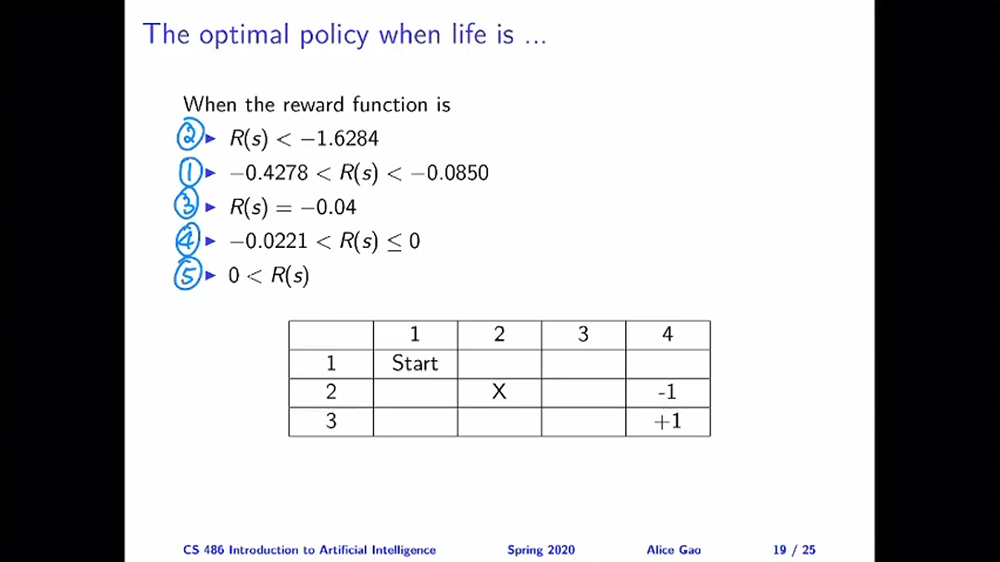 The optimal policy when life is ...
When the reward function is
② ▶ R(s) < −1.6284
① ▶ −0.4278 < R(s) < −0.0850
③ ▶ R(s) = −0.04
④ ▶ −0.0221 < R(s) ≤ 0
⑤ ▶ 0 < R(s)
1 2 3 4
1 Start
2 X -1
3 +1
CS 486 Introduction to Artificial Intelligence Spring 2020 Alice Gao 19 / 25